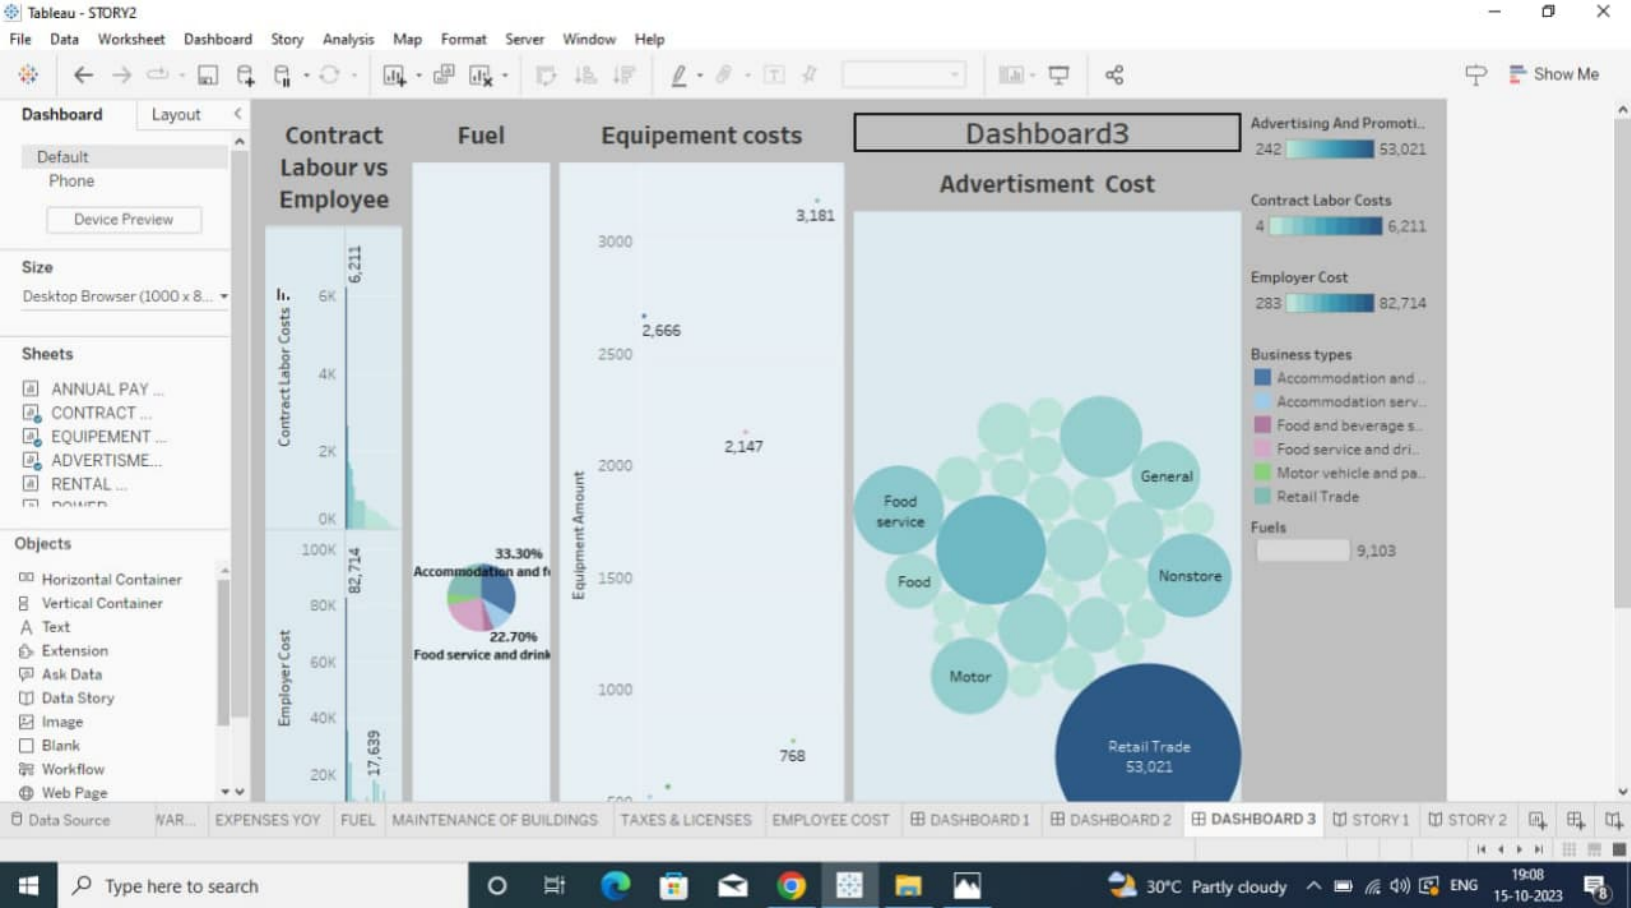 Tableau - STORY2
File Data Worksheet Dashboard Story Analysis Map Format Server Window Help
Show Me
Dashboard Layout
Default
Phone
Device Preview
Size
Desktop Browser (1000 x 8...
Sheets
ANNUAL PAY ...
CONTRACT ...
EQUIPEMENT ...
ADVERTISME...
RENTAL ...
Objects
Horizontal Container
Vertical Container
Text
Extension
Ask Data
Data Story
Image
Blank
Workflow
Web Page
Contract
Labour vs
Employee
Contract Labor Costs
6K
4K
2K
0K
6,211
Employer Cost
100K
80K
60K
40K
20K
82,714
17,639
Fuel
33.30%
Accommodation and f
22.70%
Food service and drink
Equipement costs
Equipment Amount
3000
2500
2000
1500
1000
3,181
2,666
2,147
768
Dashboard3
Advertisment Cost
General
Food
service
Food
Nonstore
Motor
Retail Trade
53,021
Advertising And Promoti..
242 53,021
Contract Labor Costs
4 6,211
Employer Cost
283 82,714
Business types
Accommodation and ..
Accommodation serv..
Food and beverage s..
Food service and dri..
Motor vehicle and pa..
Retail Trade
Fuels
9,103
Data Source WAR... EXPENSES YOY FUEL MAINTENANCE OF BUILDINGS TAXES & LICENSES EMPLOYEE COST DASHBOARD 1 DASHBOARD 2 DASHBOARD 3 STORY 1 STORY 2
Type here to search
30°C Partly cloudy
ENG
19:08
15-10-2023
8